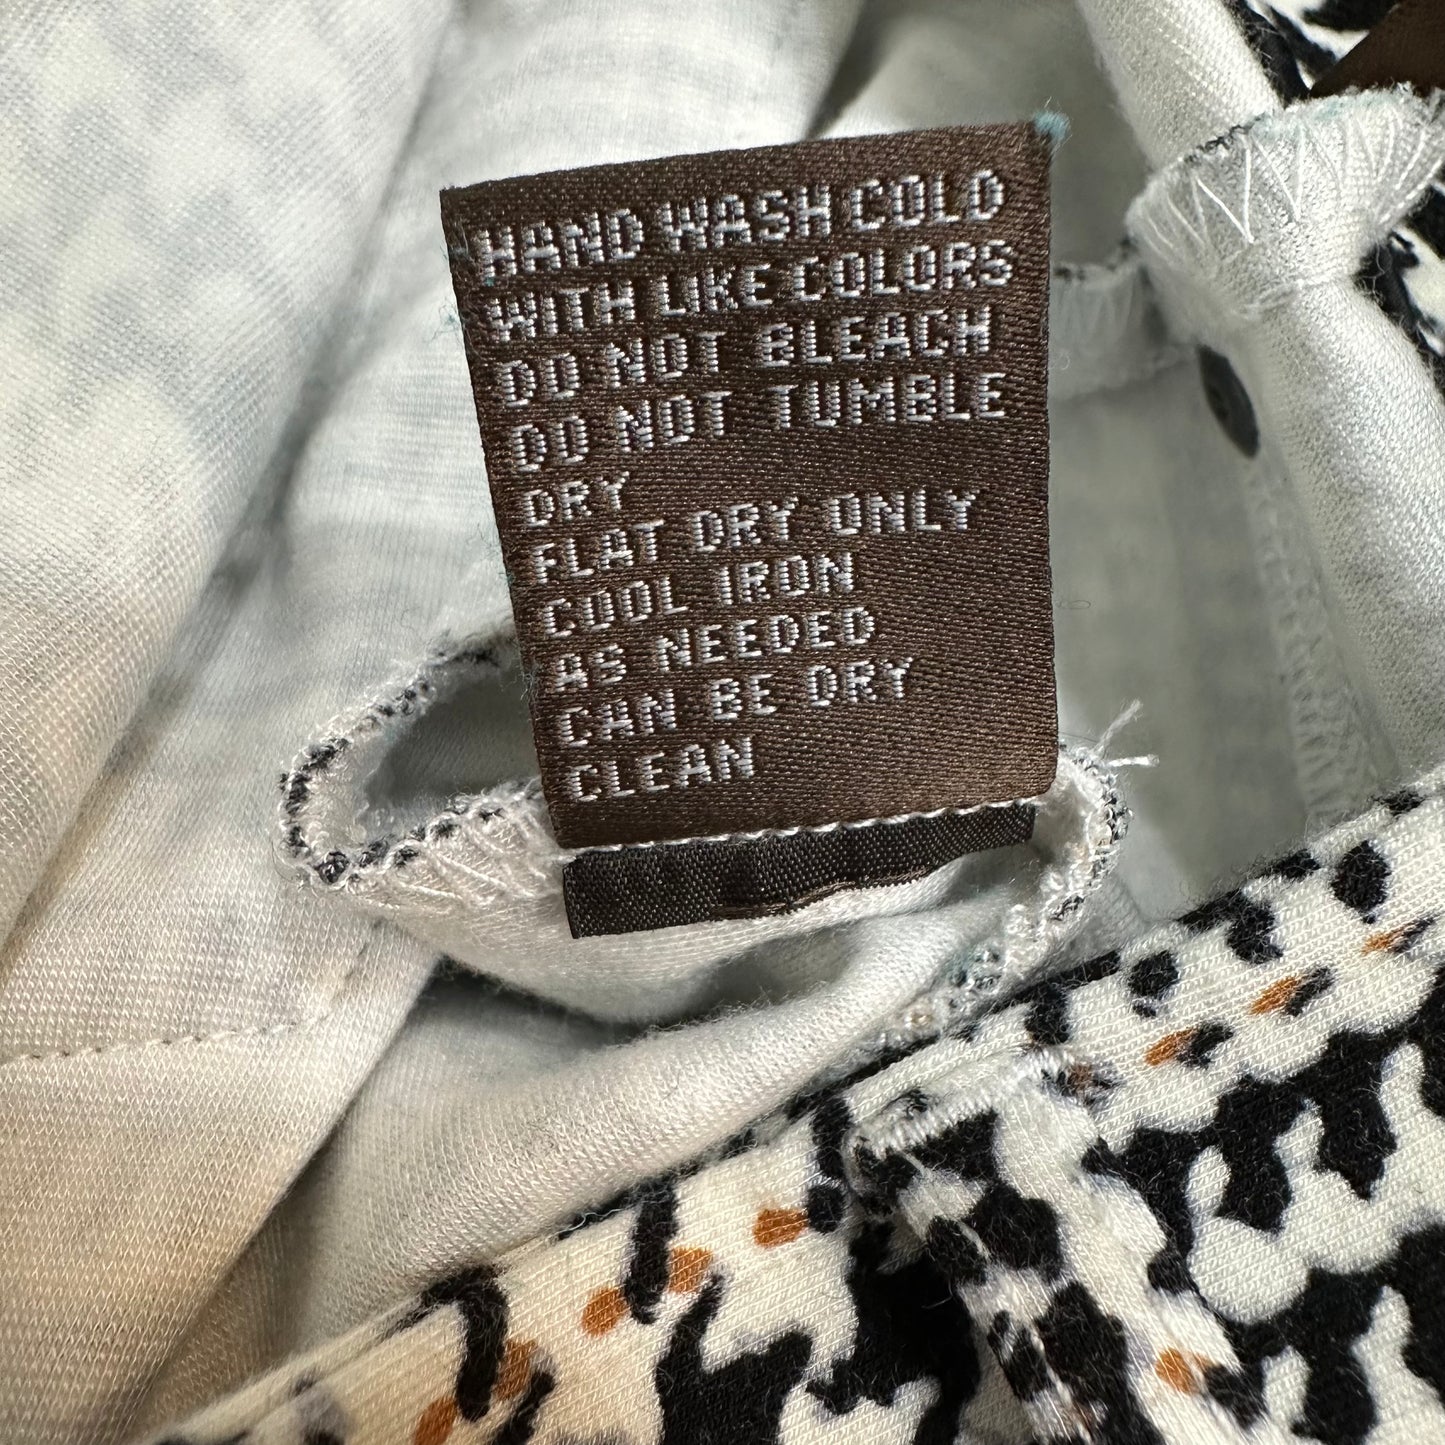 HAND WASH COLD
WITH LIKE COLORS
DO NOT BLEACH
DO NOT TUMBLE
DRY
FLAT DRY ONLY
COOL IRON
AS NEEDED
CAN BE DRY
CLEAN